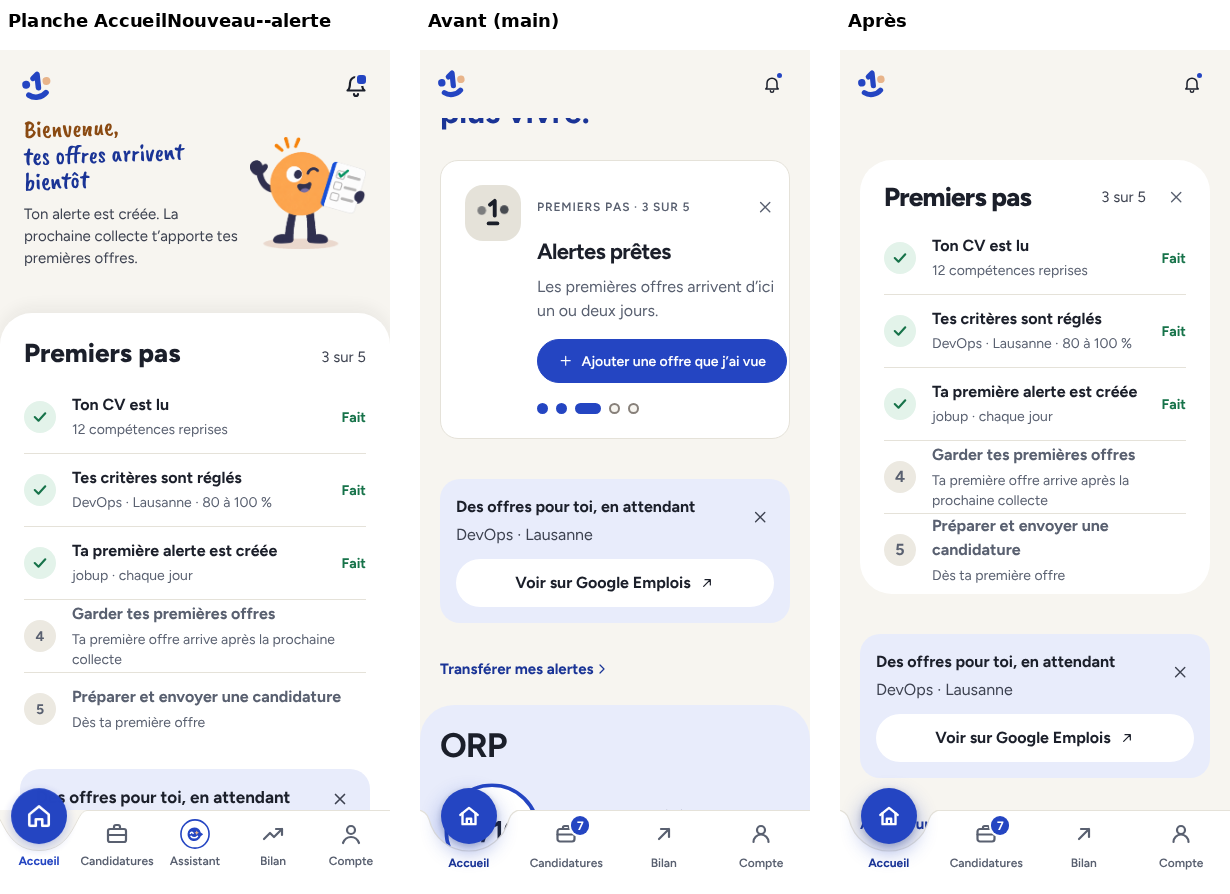 Planche AccueilNouveau--alerte
Bienvenue,
tes offres arrivent
bientôt
Ton alerte est créée. La
prochaine collecte t’apporte tes
premières offres.
Premiers pas
3 sur 5
Ton CV est lu
12 compétences reprises
Fait
Tes critères sont réglés
DevOps · Lausanne · 80 à 100 %
Fait
Ta première alerte est créée
jobup · chaque jour
Fait
4
Garder tes premières offres
Ta première offre arrive après la prochaine
collecte
5
Préparer et envoyer une candidature
Dès ta première offre
offres pour toi, en attendant
Accueil
Candidatures
Assistant
Bilan
Compte
Avant (main)
plus vivre.
PREMIERS PAS · 3 SUR 5
Alertes prêtes
Les premières offres arrivent d’ici
un ou deux jours.
+ Ajouter une offre que j’ai vue
Des offres pour toi, en attendant
DevOps · Lausanne
Voir sur Google Emplois
Transférer mes alertes
ORP
7
Accueil
Candidatures
Bilan
Compte
Après
Premiers pas
3 sur 5
Ton CV est lu
12 compétences reprises
Fait
Tes critères sont réglés
DevOps · Lausanne · 80 à 100 %
Fait
Ta première alerte est créée
jobup · chaque jour
Fait
4
Garder tes premières offres
Ta première offre arrive après la
prochaine collecte
5
Préparer et envoyer une
candidature
Dès ta première offre
Des offres pour toi, en attendant
DevOps · Lausanne
Voir sur Google Emplois
7
Accueil
Candidatures
Bilan
Compte